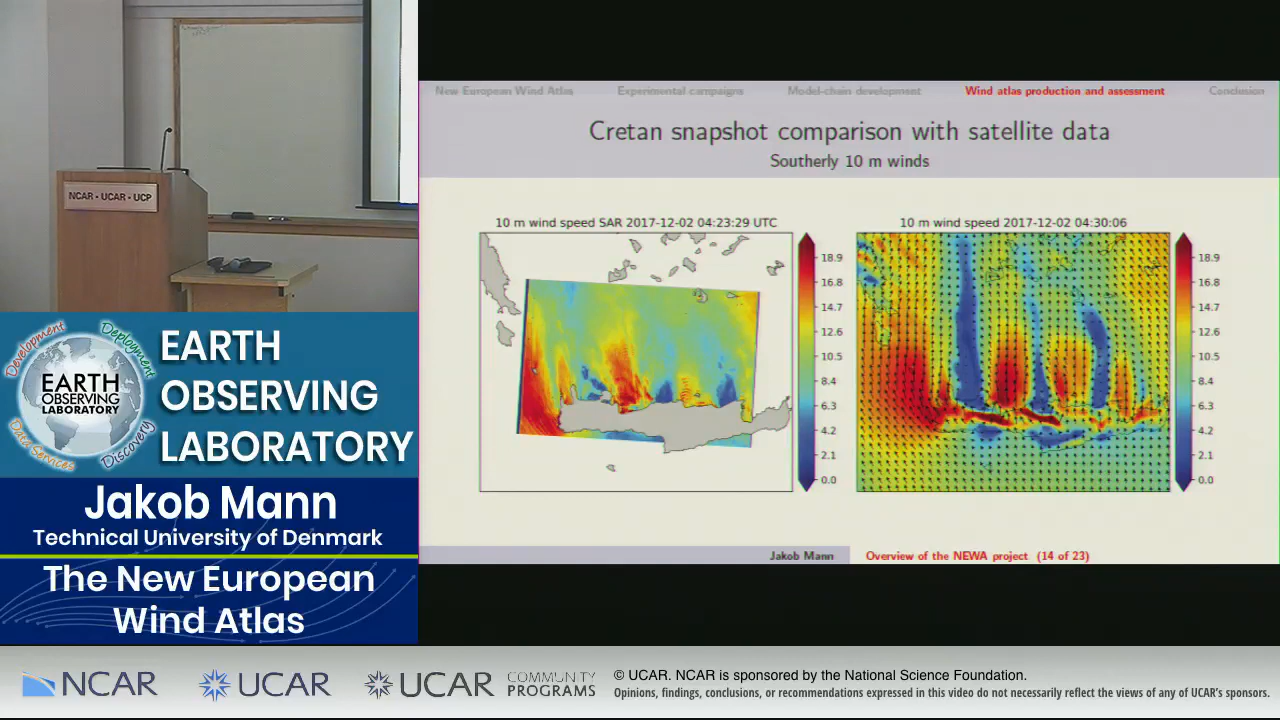 NCAR • UCAR • UCP
Development
Deployment
EARTH
OBSERVING
LABORATORY
Data Services
Discovery
EARTH
OBSERVING
LABORATORY
Jakob Mann
Technical University of Denmark
The New European
Wind Atlas
New European Wind Atlas
Experimental campaigns
Model-chain development
Wind atlas production and assessment
Conclusion
Cretan snapshot comparison with satellite data
Southerly 10 m winds
10 m wind speed SAR 2017-12-02 04:23:29 UTC
18.9
16.8
14.7
12.6
10.5
8.4
6.3
4.2
2.1
0.0
10 m wind speed 2017-12-02 04:30:06
18.9
16.8
14.7
12.6
10.5
8.4
6.3
4.2
2.1
0.0
Jakob Mann
Overview of the NEWA project (14 of 23)
NCAR
UCAR
UCAR
COMMUNITY
PROGRAMS
© UCAR. NCAR is sponsored by the National Science Foundation.
Opinions, findings, conclusions, or recommendations expressed in this video do not necessarily reflect the views of any of UCAR's sponsors.